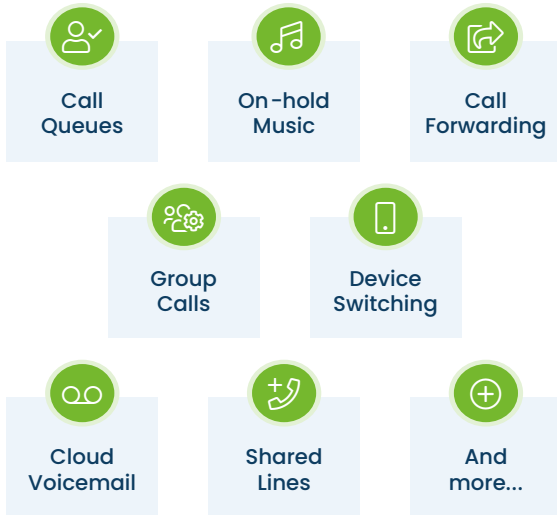 Call
Queues
On-hold
Music
Call
Forwarding
Group
Calls
Device
Switching
Cloud
Voicemail
Shared
Lines
And
more...